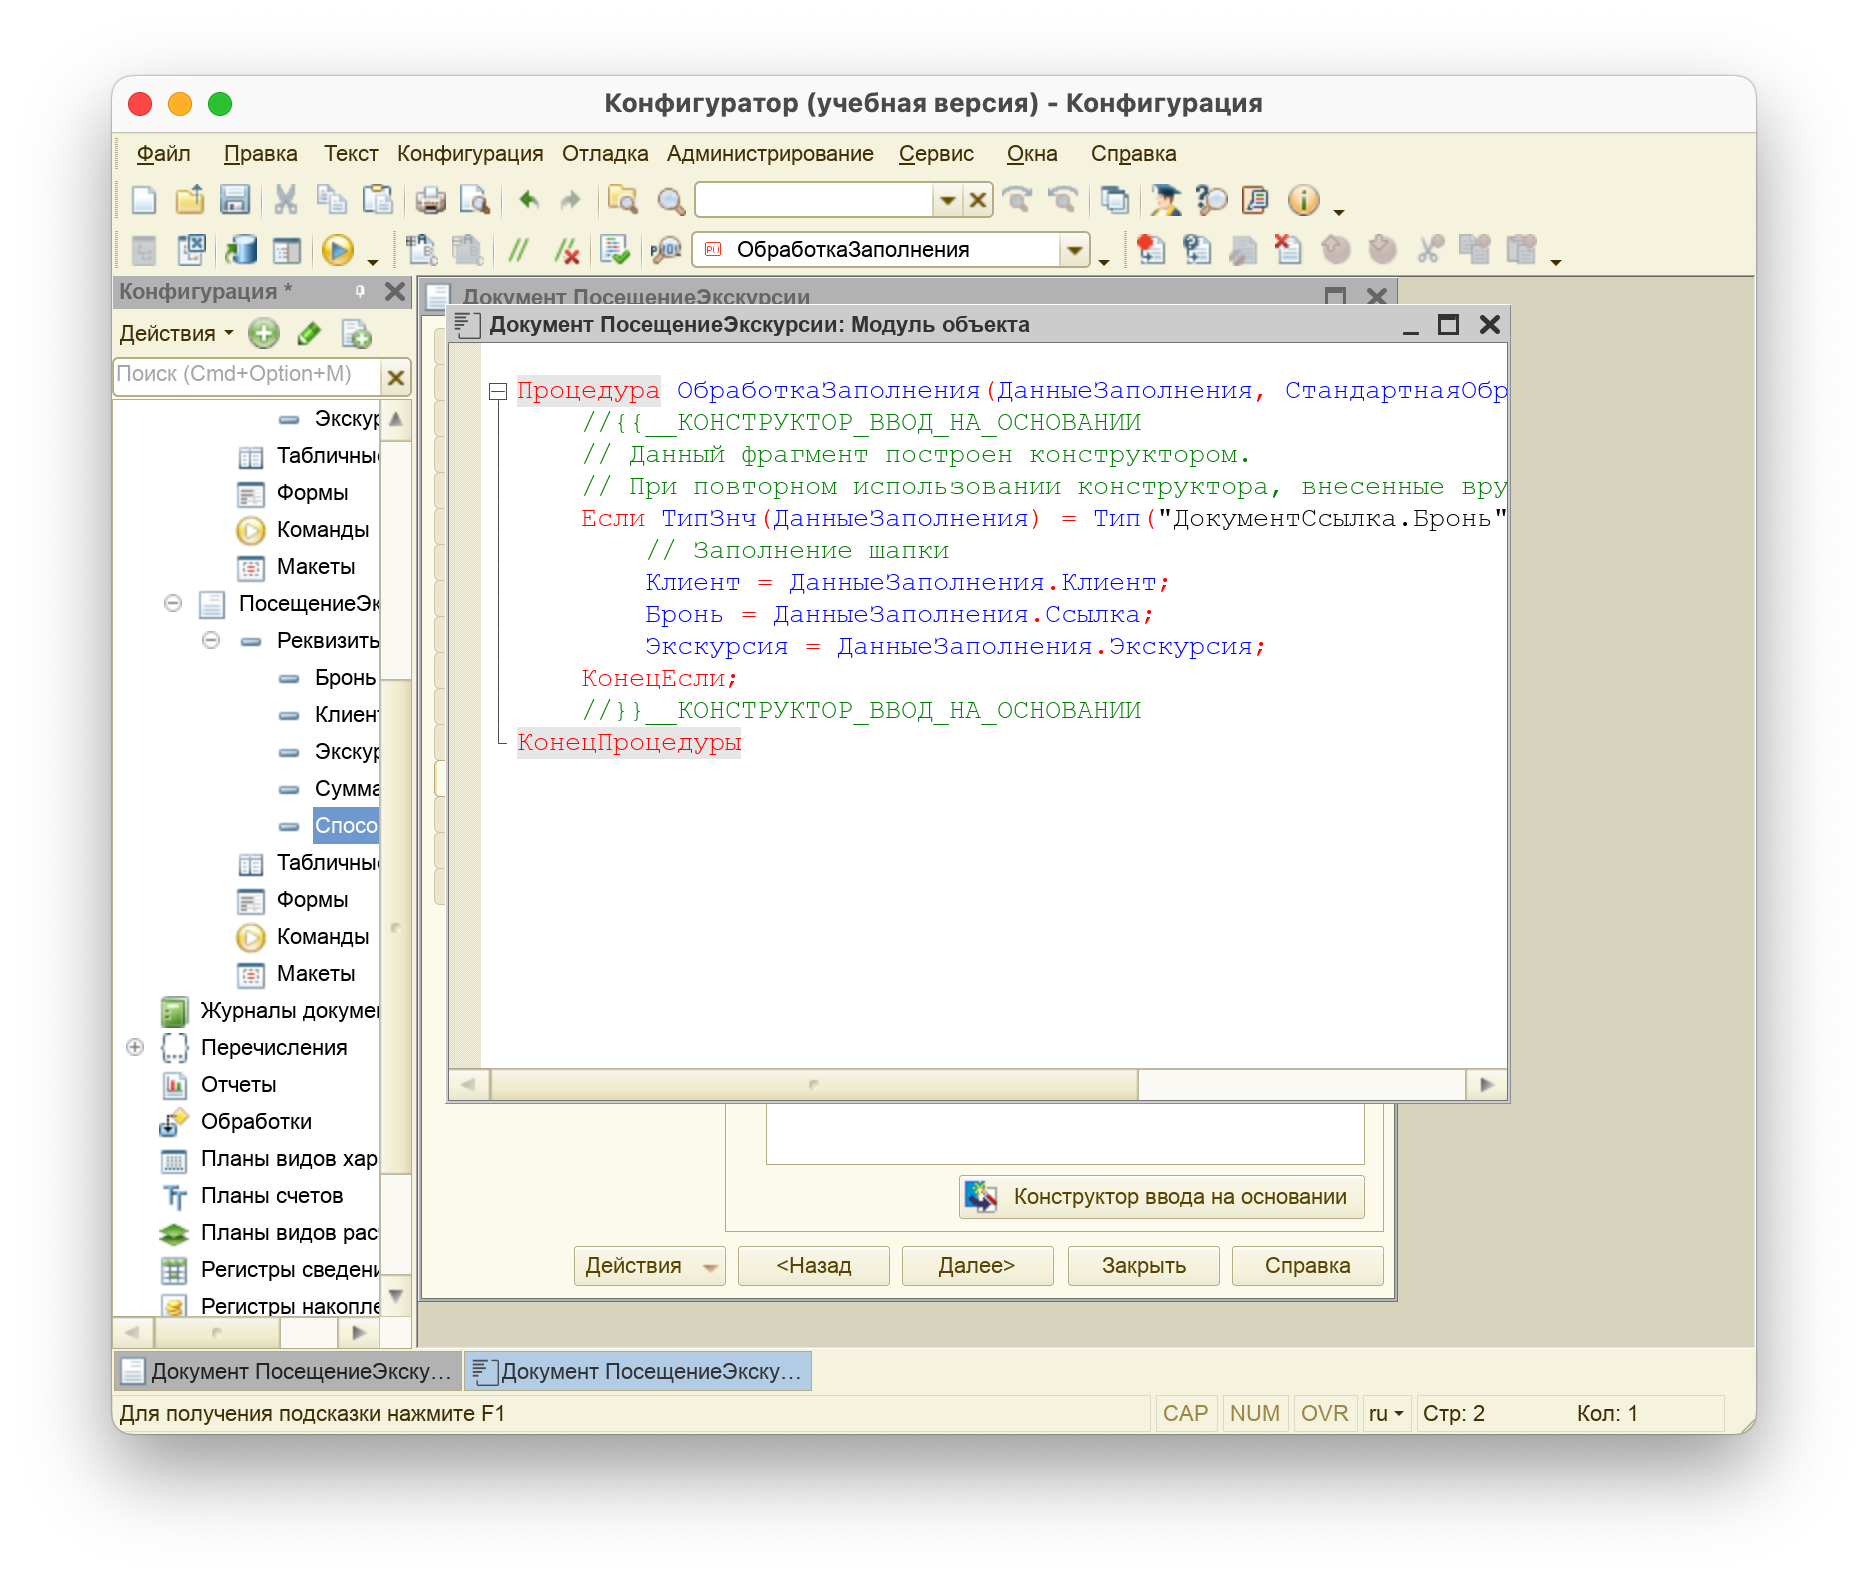 Конфигуратор (учебная версия) - Конфигурация
Файл Правка Текст Конфигурация Отладка Администрирование Сервис Окна Справка
ОбработкаЗаполнения
Конфигурация *
Действия
Поиск (Cmd+Option+M)
Экскур
Табличны
Формы
Команды
Макеты
ПосещениеЭк
Реквизить
Бронь
Клиен
Экскур
Сумма
Спосо
Табличны
Формы
Команды
Макеты
Журналы докуме
Перечисления
Отчеты
Обработки
Планы видов хар
Планы счетов
Планы видов рас
Регистры сведени
Регистры накопле
Документ ПосещениеЭкскурсии
Документ ПосещениеЭкскурсии: Модуль объекта
Процедура ОбработкаЗаполнения(ДанныеЗаполнения, СтандартнаяОбр
//{{__КОНСТРУКТОР_ВВОД_НА_ОСНОВАНИИ
// Данный фрагмент построен конструктором.
// При повторном использовании конструктора, внесенные вру
Если ТипЗнч(ДанныеЗаполнения) = Тип("ДокументСсылка.Бронь"
// Заполнение шапки
Клиент = ДанныеЗаполнения.Клиент;
Бронь = ДанныеЗаполнения.Ссылка;
Экскурсия = ДанныеЗаполнения.Экскурсия;
КонецЕсли;
//}}__КОНСТРУКТОР_ВВОД_НА_ОСНОВАНИИ
КонецПроцедуры
Конструктор ввода на основании
Действия <Назад Далее> Закрыть Справка
Документ ПосещениеЭкску... Документ ПосещениеЭкску...
Для получения подсказки нажмите F1 CAP NUM OVR ru Стр: 2 Кол: 1